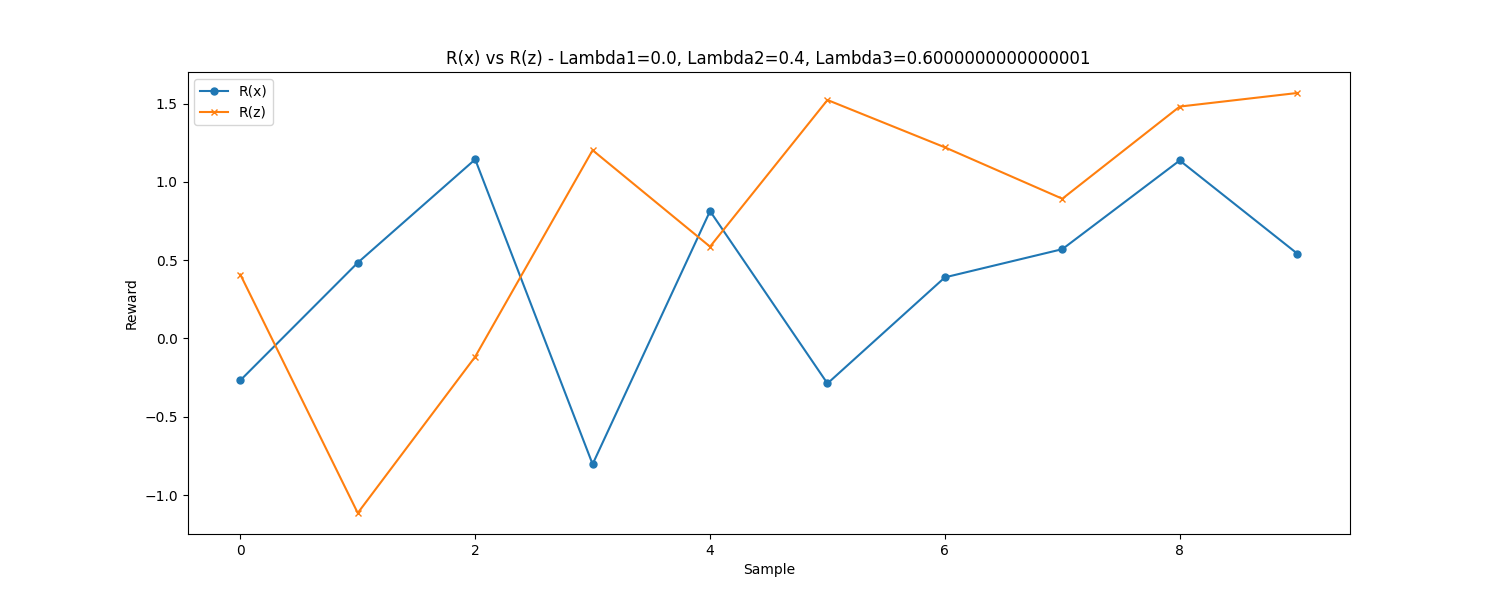 R(x) vs R(z) - Lambda1=0.0, Lambda2=0.4, Lambda3=0.6000000000000001
R(x)
R(z)
1.5
1.0
0.5
0.0
−0.5
−1.0
Reward
0 2 4 6 8
Sample